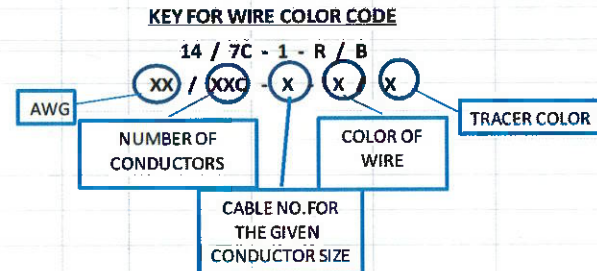 KEY FOR WIRE COLOR CODE
14 / 7C - 1 - R / B
XX / XXC - X - X / X
AWG
NUMBER OF
CONDUCTORS
CABLE NO.FOR
THE GIVEN
CONDUCTOR SIZE
COLOR OF
WIRE
TRACER COLOR